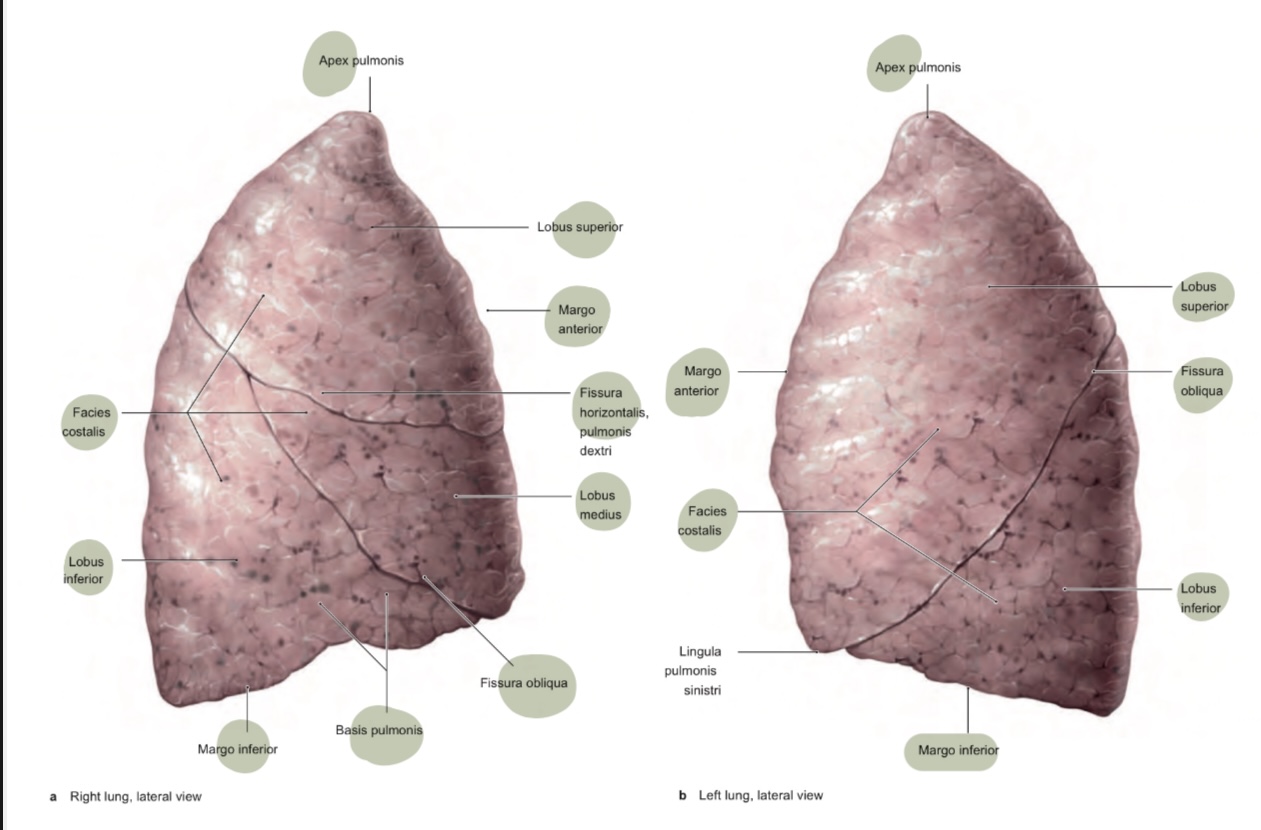 Apex pulmonis
Lobus superior
Margo
anterior
Fissura
horizontalis,
pulmonis
dextri
Facies
costalis
Lobus
medius
Lobus
inferior
Fissura obliqua
Basis pulmonis
Margo inferior
a Right lung, lateral view
Apex pulmonis
Lobus
superior
Margo
anterior
Fissura
obliqua
Facies
costalis
Lobus
inferior
Lingula
pulmonis
sinistri
Margo inferior
b Left lung, lateral view